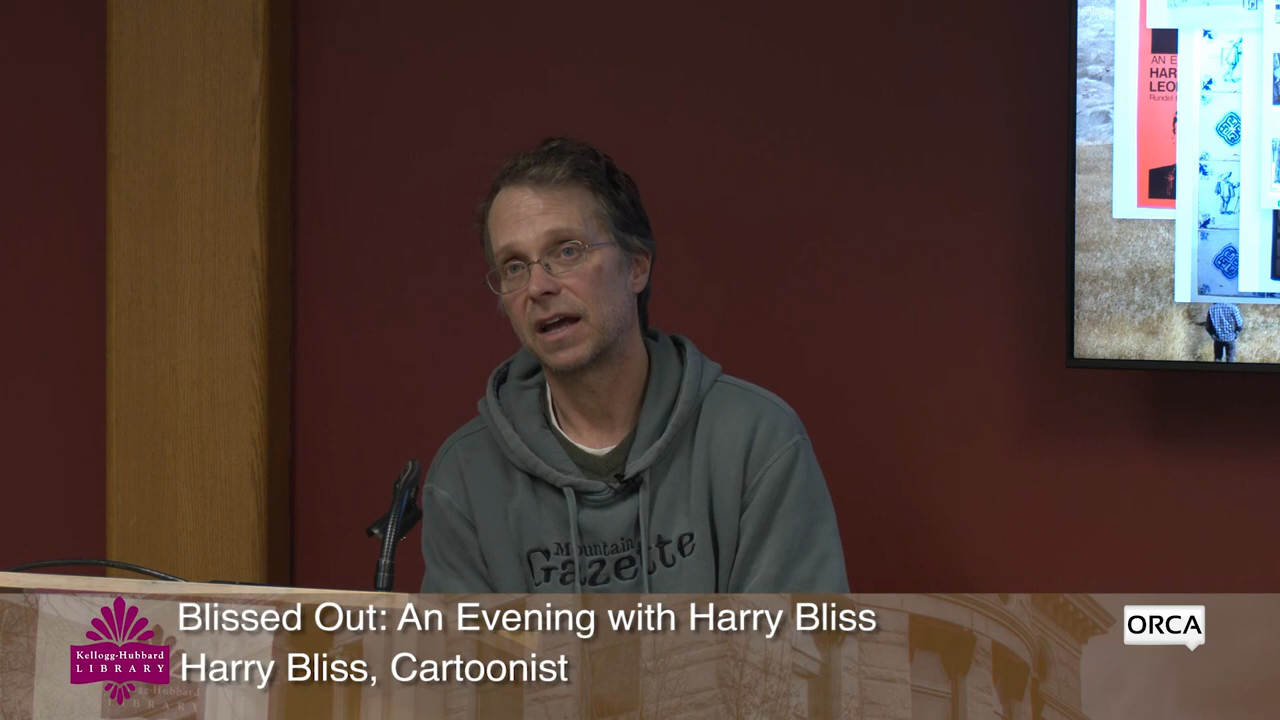 AN E
HAR
LEO
Rundel
Mountain
Gazette
Blissed Out: An Evening with Harry Bliss
Kellogg-Hubbard
LIBRARY
Harry Bliss, Cartoonist
ORCA